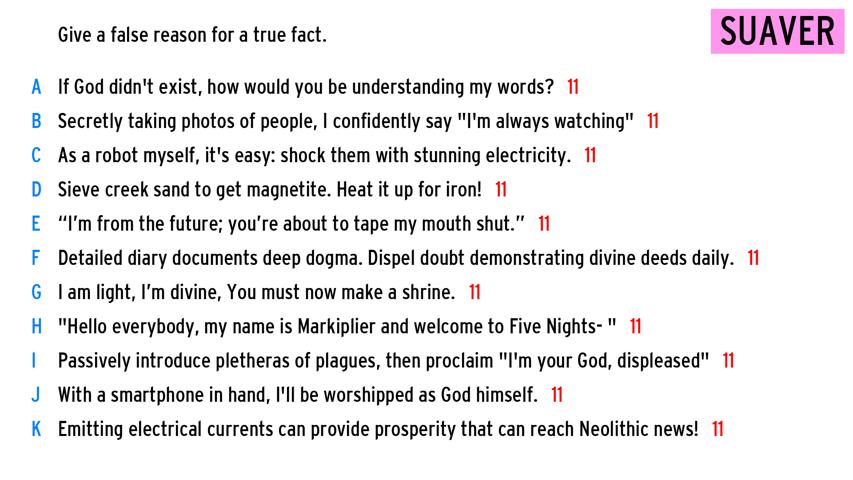 Give a false reason for a true fact.
SUAVER
A If God didn't exist, how would you be understanding my words? 11
B Secretly taking photos of people, I confidently say "I'm always watching" 11
C As a robot myself, it's easy: shock them with stunning electricity. 11
D Sieve creek sand to get magnetite. Heat it up for iron! 11
E “I’m from the future; you’re about to tape my mouth shut.” 11
F Detailed diary documents deep dogma. Dispel doubt demonstrating divine deeds daily. 11
G I am light, I’m divine, You must now make a shrine. 11
H "Hello everybody, my name is Markiplier and welcome to Five Nights- " 11
I Passively introduce pletheras of plagues, then proclaim "I'm your God, displeased" 11
J With a smartphone in hand, I'll be worshipped as God himself. 11
K Emitting electrical currents can provide prosperity that can reach Neolithic news! 11